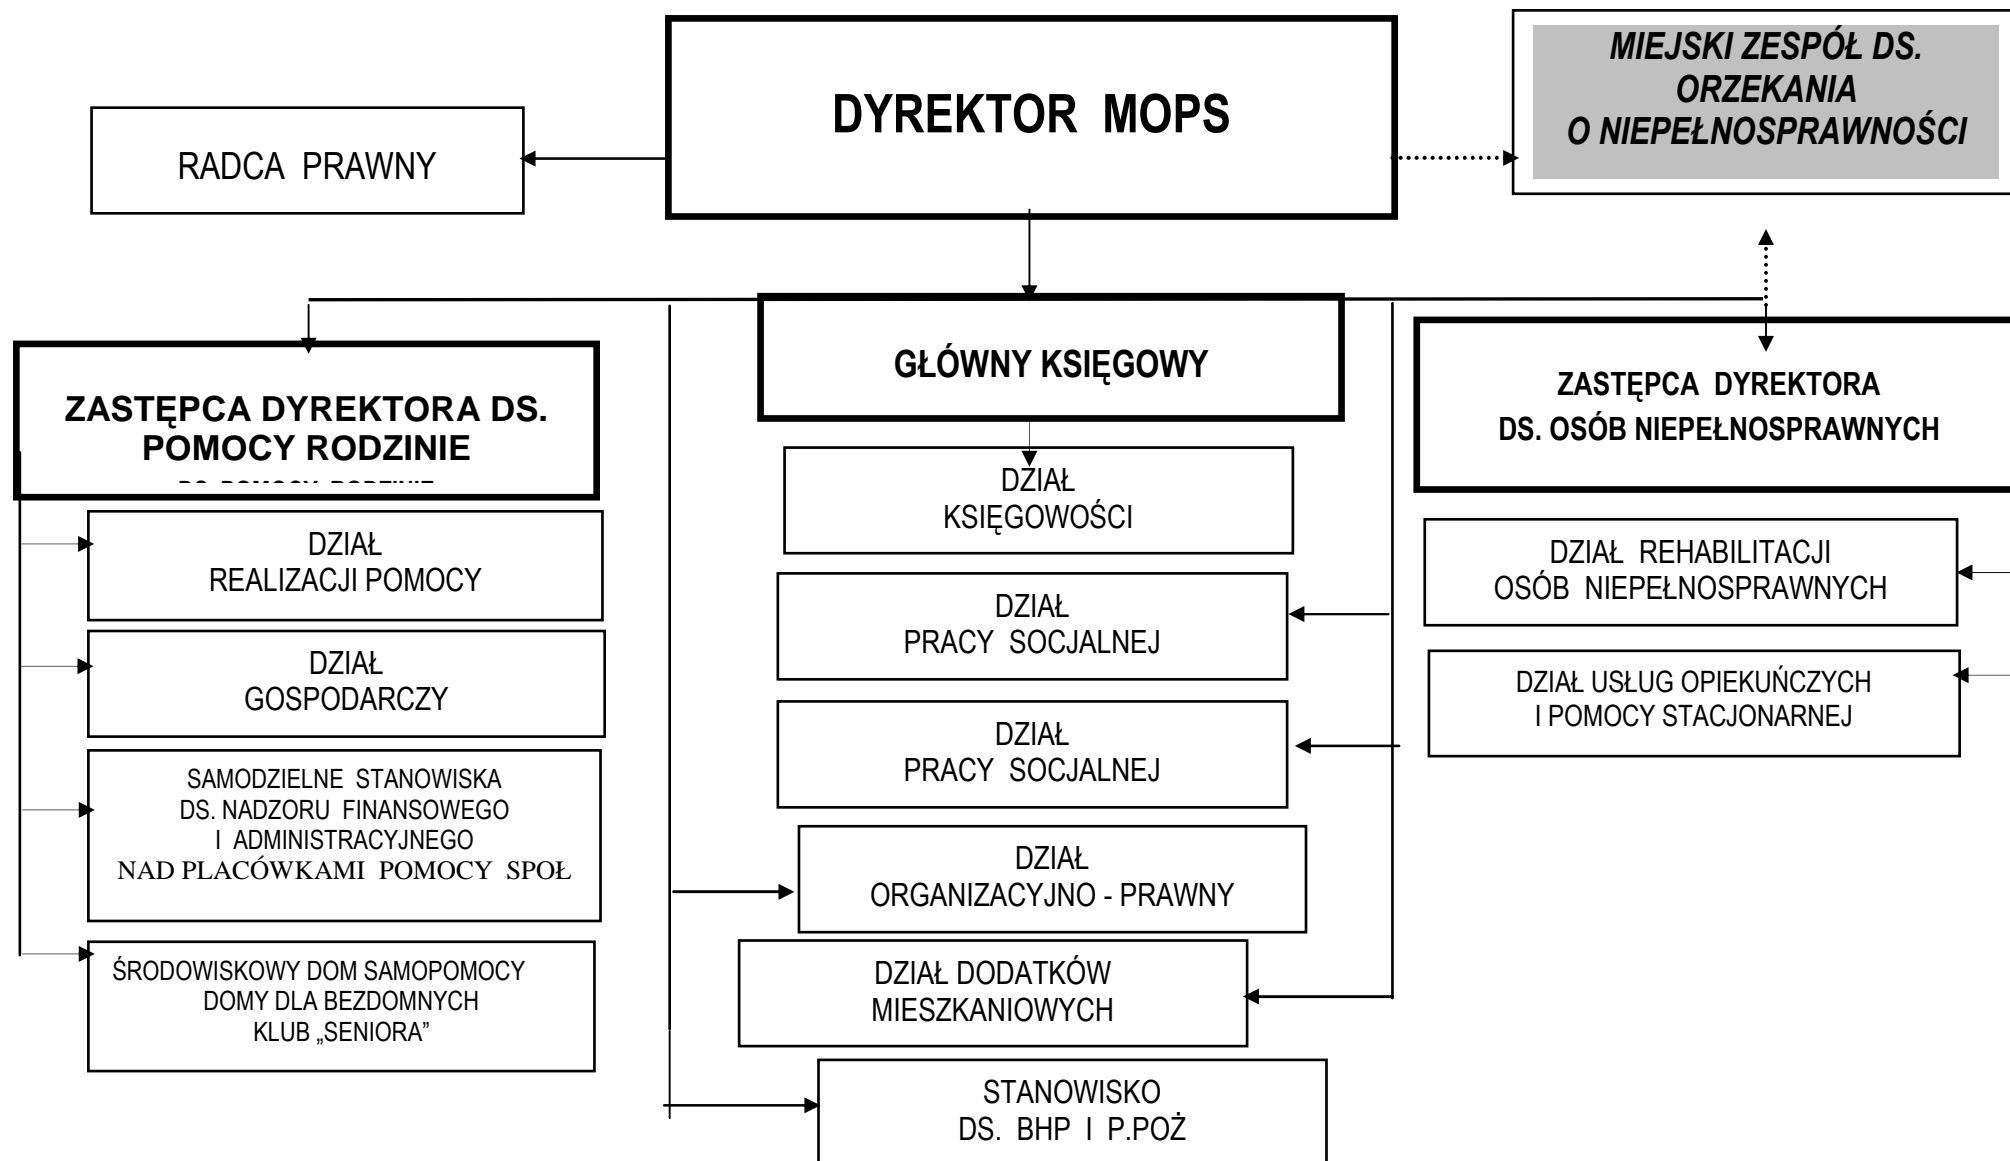 DYREKTOR MOPS
MIEJSKI ZESPÓŁ DS.
ORZEKANIA
O NIEPEŁNOSPRAWNOŚCI
RADCA PRAWNY
ZASTĘPCA DYREKTORA DS.
POMOCY RODZINIE
DS. POMOCY RODZINIE
GŁÓWNY KSIĘGOWY
ZASTĘPCA DYREKTORA
DS. OSÓB NIEPEŁNOSPRAWNYCH
DZIAŁ
REALIZACJI POMOCY
DZIAŁ
GOSPODARCZY
SAMODZIELNE STANOWISKA
DS. NADZORU FINANSOWEGO
I ADMINISTRACYJNEGO
NAD PLACÓWKAMI POMOCY SPOŁ
ŚRODOWISKOWY DOM SAMOPOMOCY
DOMY DLA BEZDOMNYCH
KLUB „SENIORA”
DZIAŁ
KSIĘGOWOŚCI
DZIAŁ
PRACY SOCJALNEJ
DZIAŁ
PRACY SOCJALNEJ
DZIAŁ
ORGANIZACYJNO - PRAWNY
DZIAŁ DODATKÓW
MIESZKANIOWYCH
STANOWISKO
DS. BHP I P.POŻ
DZIAŁ REHABILITACJI
OSÓB NIEPEŁNOSPRAWNYCH
DZIAŁ USŁUG OPIEKUŃCZYCH
I POMOCY STACJONARNEJ